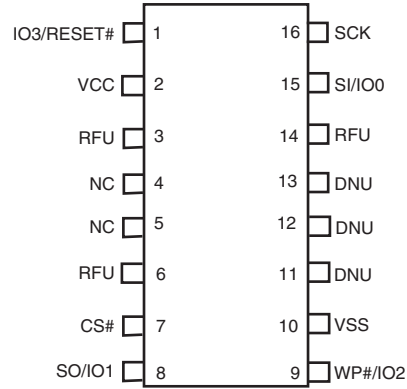 IO3/RESET# 1 16 SCK
VCC 2 15 SI/IO0
RFU 3 14 RFU
NC 4 13 DNU
NC 5 12 DNU
RFU 6 11 DNU
CS# 7 10 VSS
SO/IO1 8 9 WP#/IO2